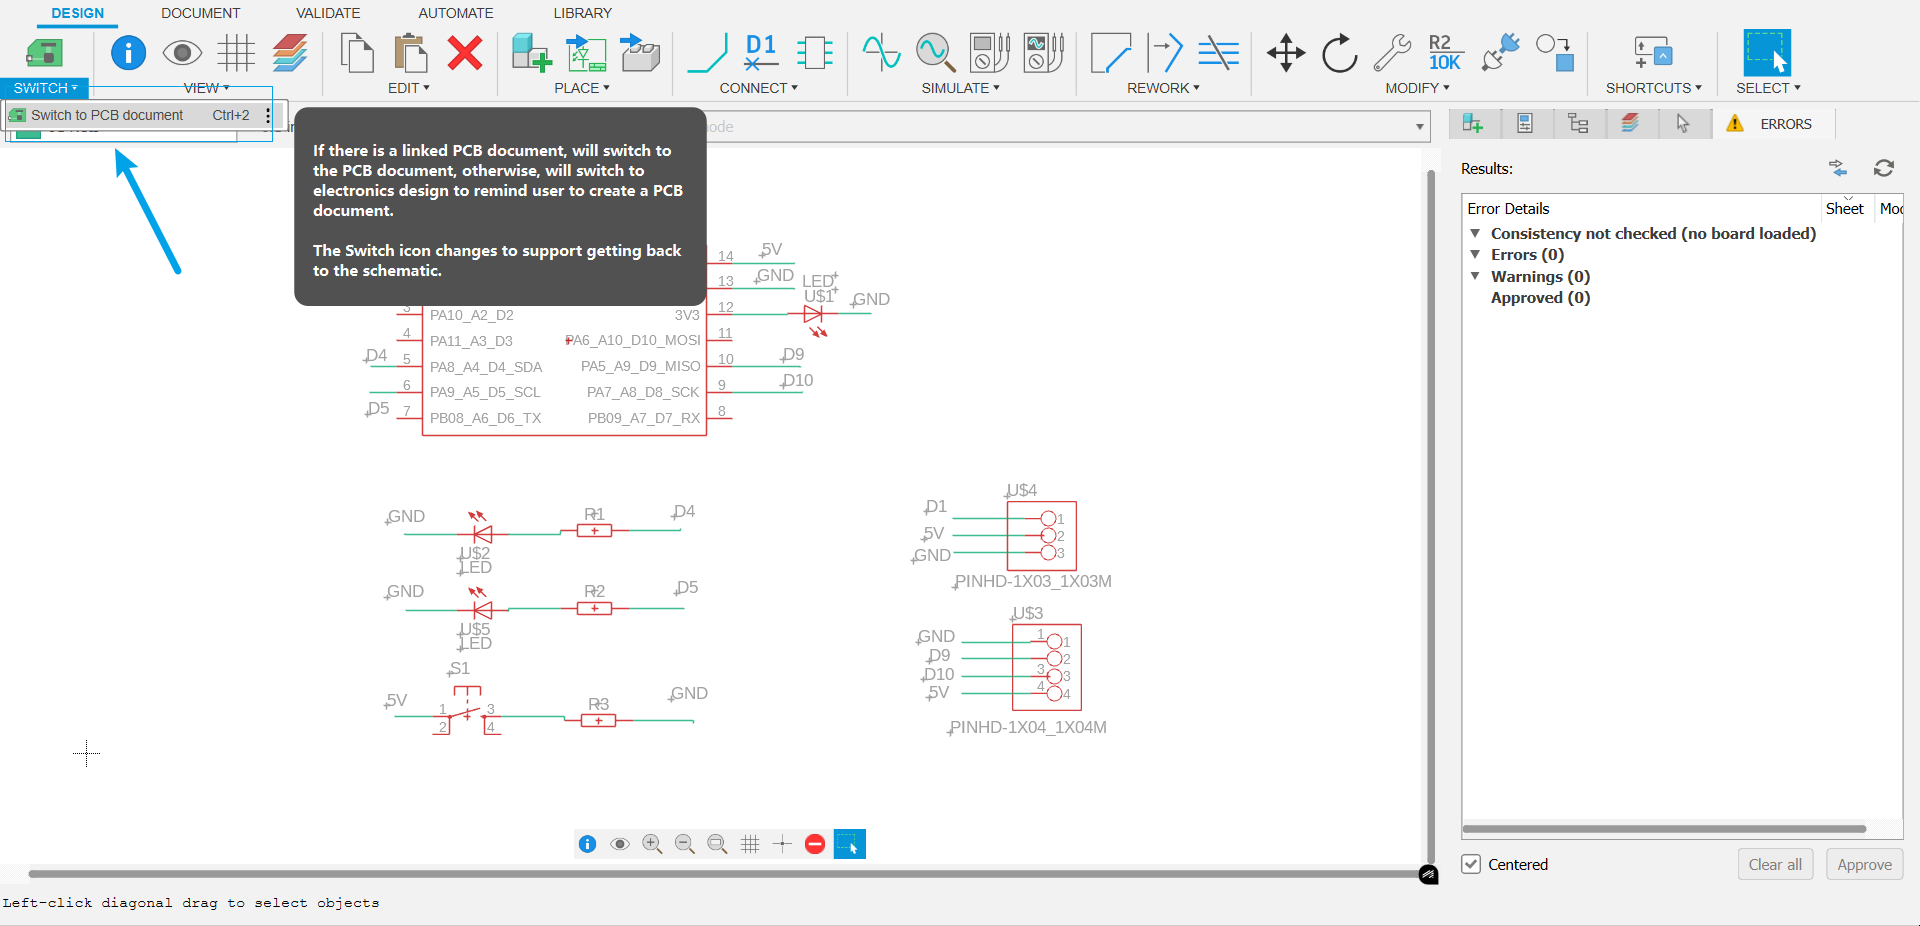 DESIGN DOCUMENT VALIDATE AUTOMATE LIBRARY
D1 R2 10K
SWITCH VIEW EDIT PLACE CONNECT SIMULATE REWORK MODIFY SHORTCUTS SELECT
Switch to PCB document Ctrl+2
If there is a linked PCB document, will switch to
the PCB document, otherwise, will switch to
electronics design to remind user to create a PCB
document.
The Switch icon changes to support getting back
to the schematic.
ERRORS
Results:
Error Details Sheet
Consistency not checked (no board loaded)
Errors (0)
Warnings (0)
Approved (0)
14 5V
13 GND LED
U$1 GND
3 PA10_A2_D2 3V3 12
4 PA11_A3_D3 PA6_A10_D10_MOSI 11
D4 5 PA8_A4_D4_SDA PA5_A9_D9_MISO 10 D9
6 PA9_A5_D5_SCL PA7_A8_D8_SCK 9 D10
D5 7 PB08_A6_D6_TX PB09_A7_D7_RX 8
GND R1 D4
U$2
LED
GND R2 D5
U$5
LED
S1
5V 1 3 R3 GND
2 4
U$4
D1 1
5V 2
GND 3
PINHD-1X03_1X03M
U$3
GND 1 1
D9 2
D10 3 3
5V 4 4
PINHD-1X04_1X04M
Centered Clear all Approve
Left-click diagonal drag to select objects